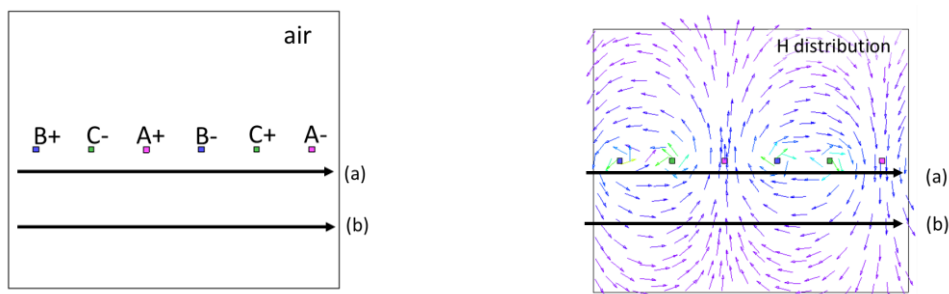 air
B+ C- A+ B- C+ A-
(a)
(b)
H distribution
(a)
(b)